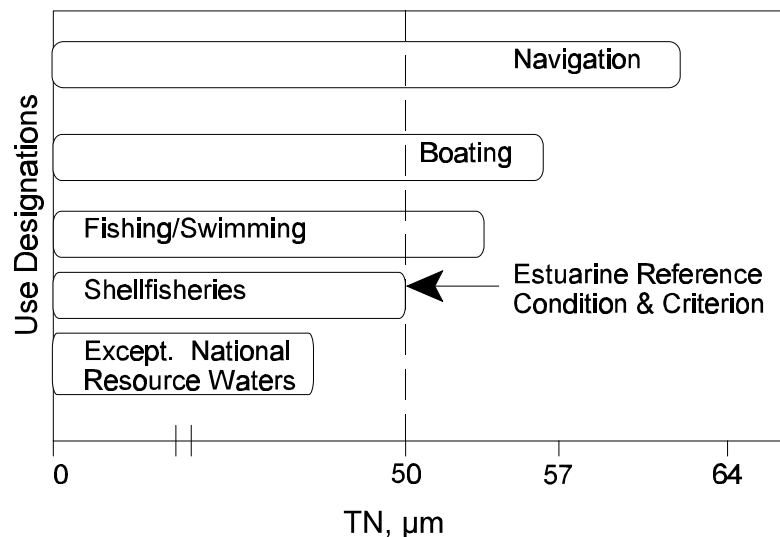 Use Designations
Navigation
Boating
Fishing/Swimming
Shellfisheries
Estuarine Reference
Condition & Criterion
Except. National
Resource Waters
0
50
57
64
TN, µm